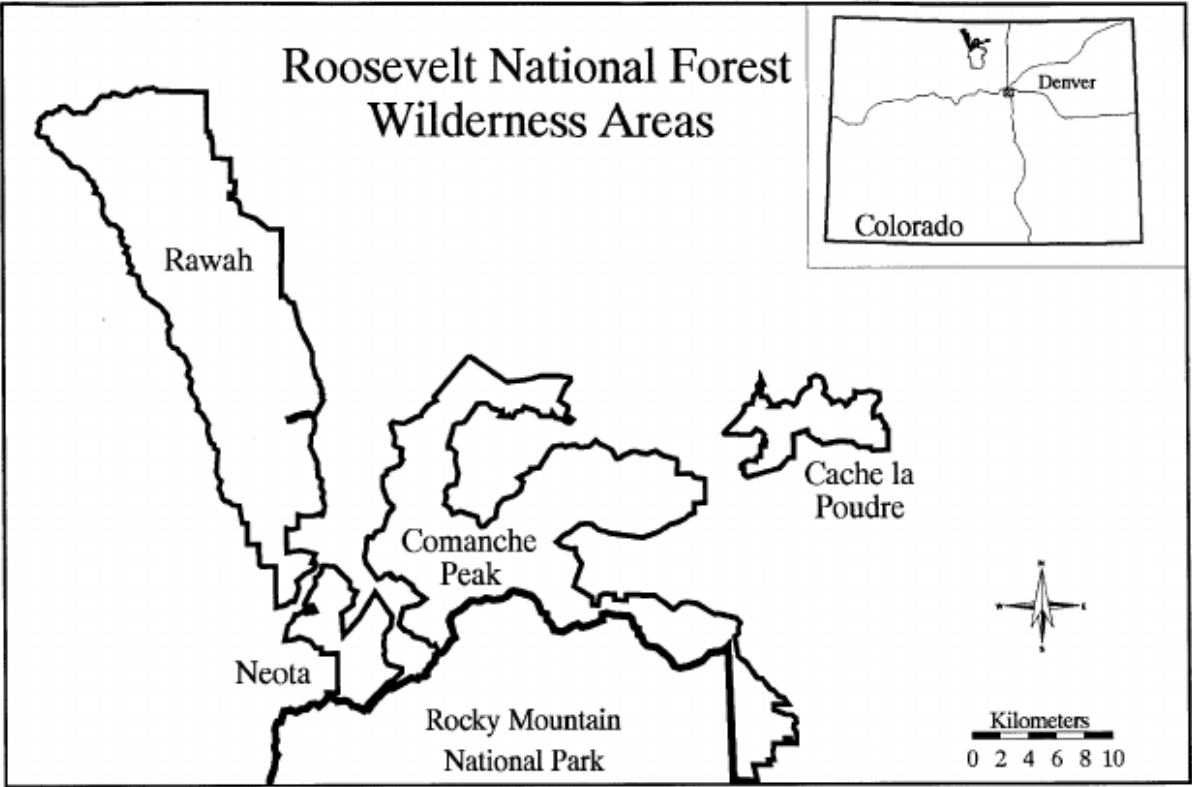 Roosevelt National Forest
Wilderness Areas
Denver
Colorado
Rawah
Cache la
Poudre
Comanche
Peak
N
W E
S
Neota
Rocky Mountain
National Park
Kilometers
0 2 4 6 8 10